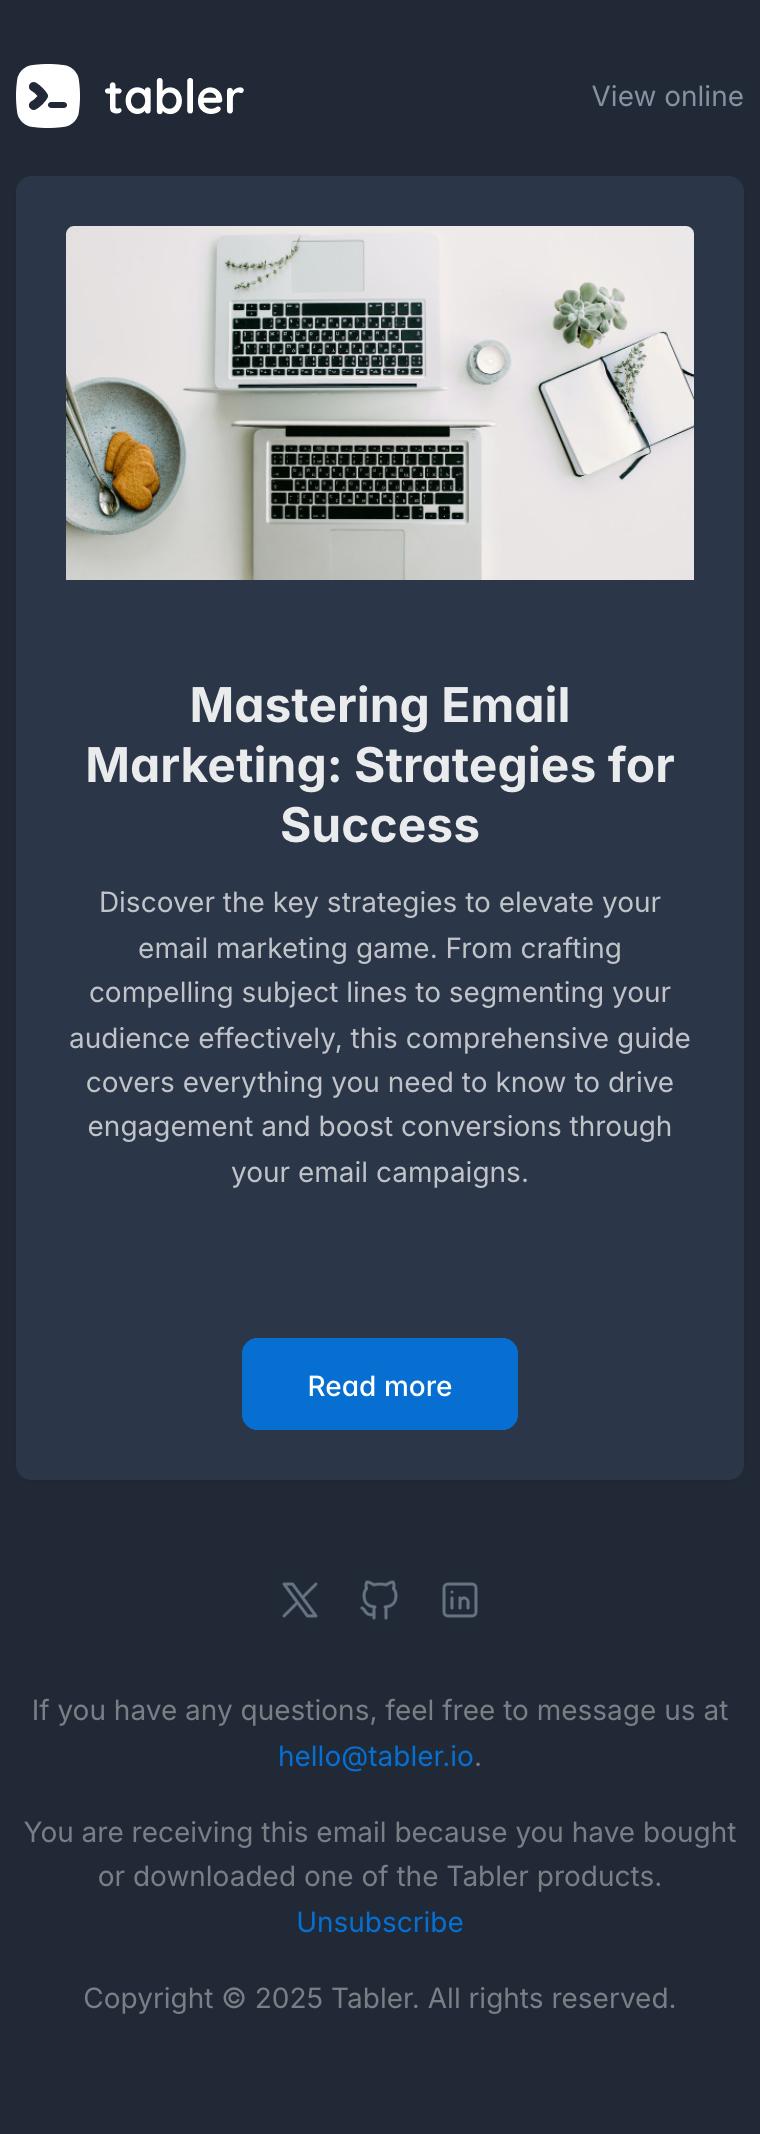 tabler
View online
Mastering Email
Marketing: Strategies for
Success
Discover the key strategies to elevate your
email marketing game. From crafting
compelling subject lines to segmenting your
audience effectively, this comprehensive guide
covers everything you need to know to drive
engagement and boost conversions through
your email campaigns.
Read more
If you have any questions, feel free to message us at
hello@tabler.io.
You are receiving this email because you have bought
or downloaded one of the Tabler products.
Unsubscribe
Copyright © 2025 Tabler. All rights reserved.